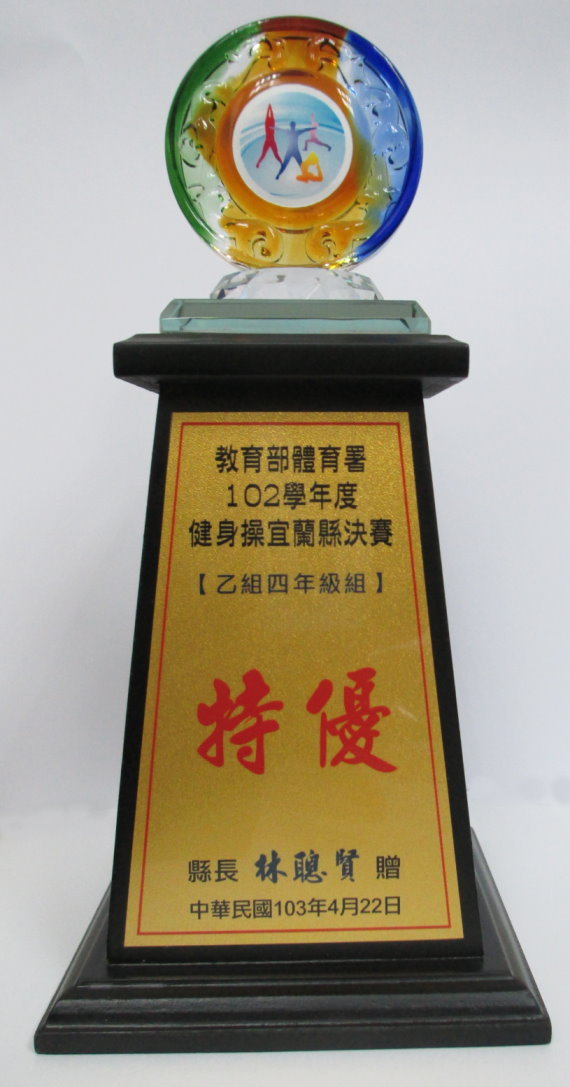 教育部體育署
102學年度
健身操宜蘭縣決賽
【乙組四年級組】
特優
縣長 林聰賢 贈
中華民國103年4月22日